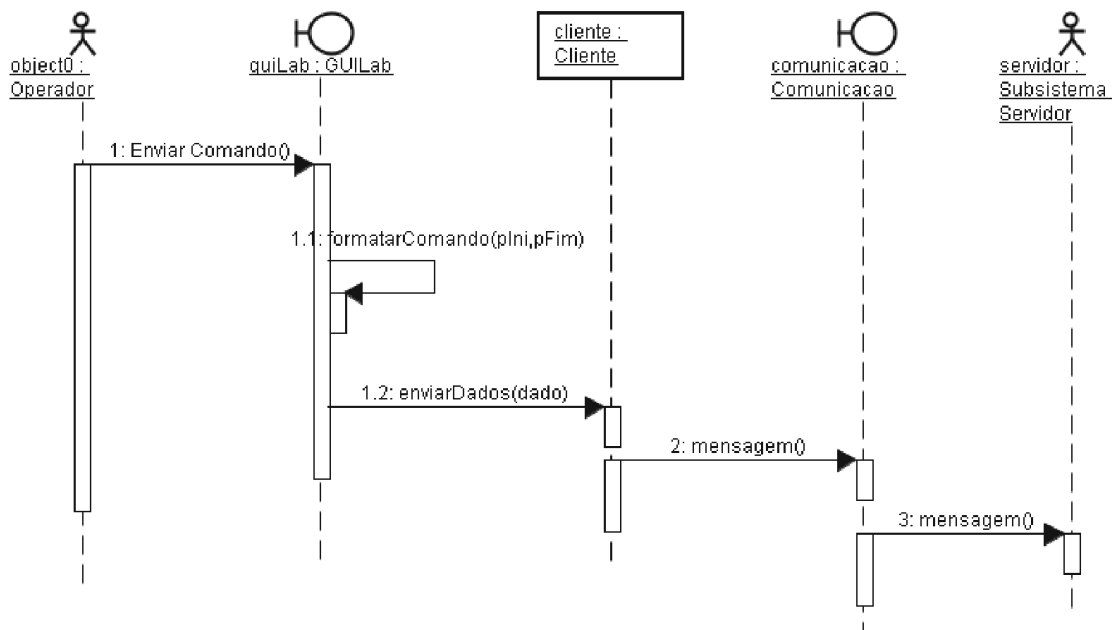 object0 :
Operador
guiLab : GUILab
cliente :
Cliente
comunicacao :
Comunicacao
servidor :
Subsistema
Servidor
1: Enviar Comando()
1.1: formatarComando(pIni,pFim)
1.2: enviarDados(dado)
2: mensagem()
3: mensagem()